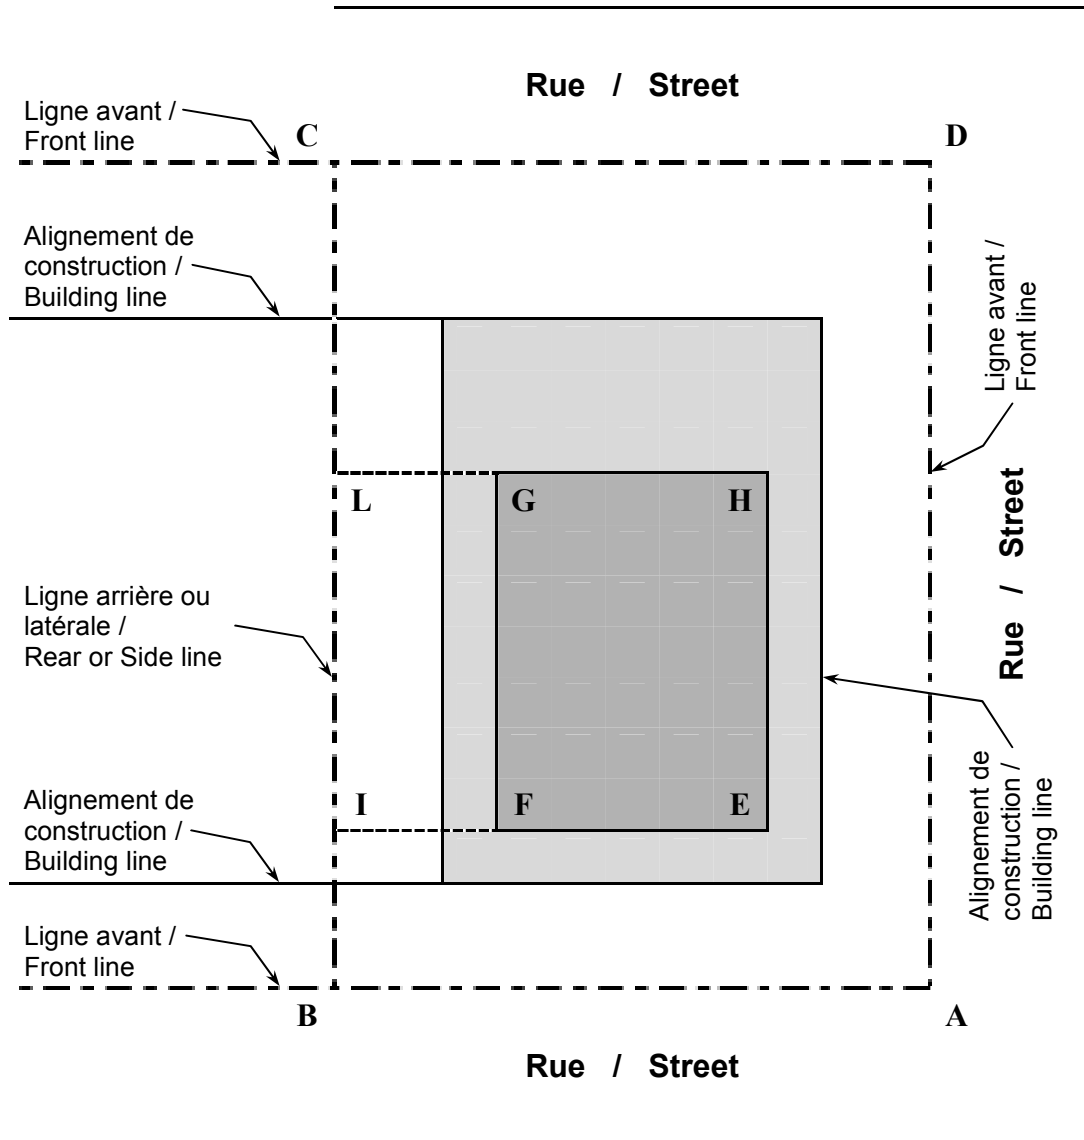 Rue / Street
Ligne avant /
Front line
C
D
Alignement de
construction /
Building line
Ligne avant /
Front line
L
G
H
Rue / Street
Ligne arrière ou
latérale /
Rear or Side line
Alignement de
construction /
Building line
I
F
E
Alignement de
construction /
Building line
Ligne avant /
Front line
B
A
Rue / Street